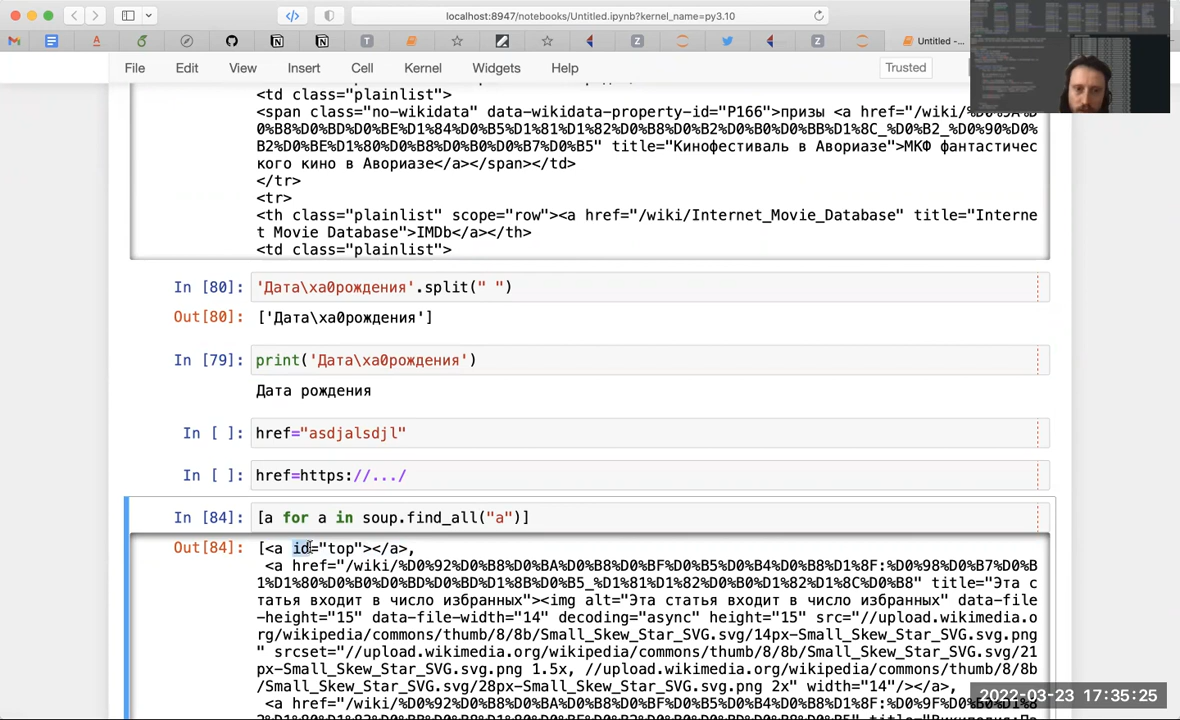 localhost:8947/notebooks/Untitled.ipynb?kernel_name=py3.10
Untitled -...
File Edit View Insert Cell Kernel Widgets Help Trusted
<td class="plainlist">
<span class="no-wikidata" data-wikidata-property-id="P166">призы <a href="/wiki/
0%B8%D0%BD%D0%BE%D1%84%D0%B5%D1%81%D1%82%D0%B8%D0%B2%D0%B0%D0%BB%D1%8C_%D0%B2_%D0%90%D0%
B2%D0%BE%D1%80%D0%B8%D0%B0%D0%B7%D0%B5" title="Кинофестиваль в Авориазе">МКФ фантастичес
кого кино в Авориазе</a></span></td>
</tr>
<tr>
<th class="plainlist" scope="row"><a href="/wiki/Internet_Movie_Database" title="Interne
t Movie Database">IMDb</a></th>
<td class="plainlist">
In [80]: 'Дата\xa0рождения'.split(" ")
Out[80]: ['Дата\xa0рождения']
In [79]: print('Дата\xa0рождения')
Дата рождения
In [ ]: href="asdjalsdjl"
In [ ]: href=https://.../
In [84]: [a for a in soup.find_all("a")]
Out[84]: [<a id="top"></a>,
<a href="/wiki/%D0%92%D0%B8%D0%BA%D0%B8%D0%BF%D0%B5%D0%B4%D0%B8%D1%8F:%D0%98%D0%B7%D0%B
1%D1%80%D0%B0%D0%BD%D0%BD%D1%8B%D0%B5_%D1%81%D1%82%D0%B0%D1%82%D1%8C%D0%B8" title="Эта с
татья входит в число избранных"><img alt="Эта статья входит в число избранных" data-file
-height="15" data-file-width="14" decoding="async" height="15" src="//upload.wikimedia.o
rg/wikipedia/commons/thumb/8/8b/Small_Skew_Star_SVG.svg/14px-Small_Skew_Star_SVG.svg.png
" srcset="//upload.wikimedia.org/wikipedia/commons/thumb/8/8b/Small_Skew_Star_SVG.svg/21
px-Small_Skew_Star_SVG.svg.png 1.5x, //upload.wikimedia.org/wikipedia/commons/thumb/8/8b
/Small_Skew_Star_SVG.svg/28px-Small_Skew_Star_SVG.svg.png 2x" width="14"/></a>,
2022-03-23 17:35:25